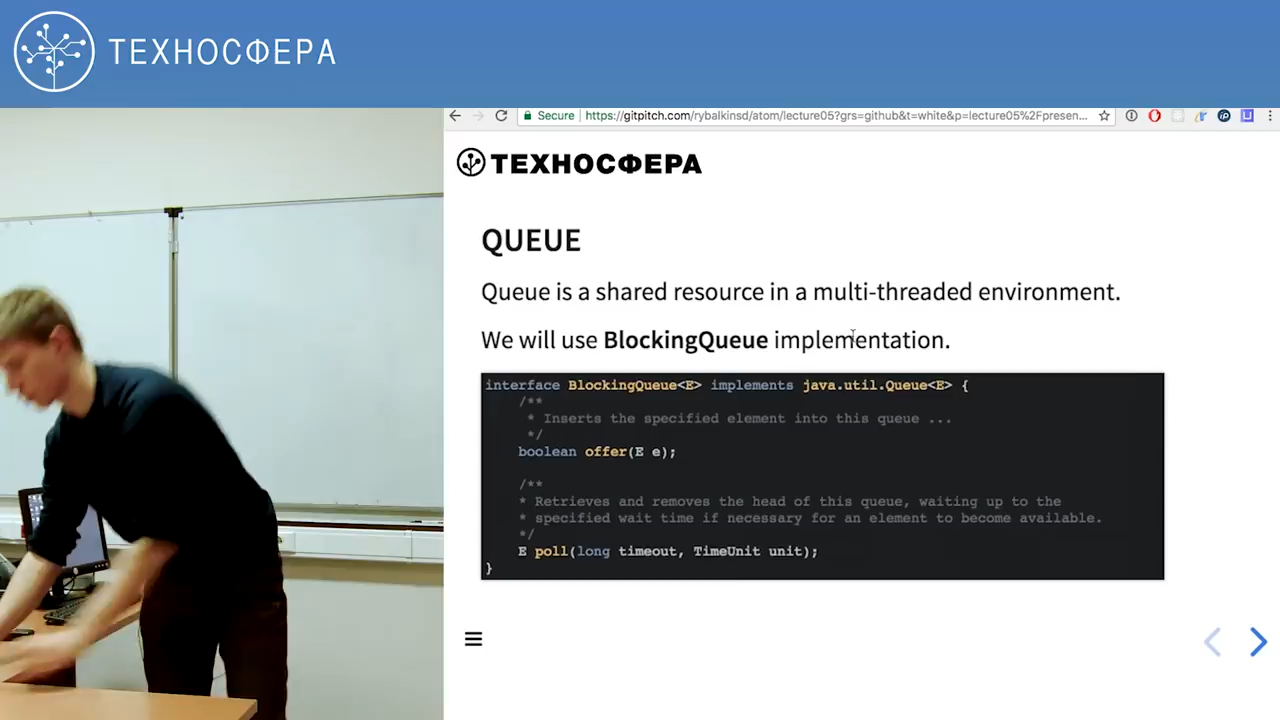 ТЕХНОСФЕРА
Secure https://gitpitch.com/rybalkinsd/atom/lecture05?grs=github&t=white&p=lecture05%2Fpresen...
ТЕХНОСФЕРА
QUEUE
Queue is a shared resource in a multi-threaded environment.
We will use BlockingQueue implementation.
interface BlockingQueue<E> implements java.util.Queue<E> {
/**
* Inserts the specified element into this queue ...
*/
boolean offer(E e);
/**
* Retrieves and removes the head of this queue, waiting up to the
* specified wait time if necessary for an element to become available.
*/
E poll(long timeout, TimeUnit unit);
}